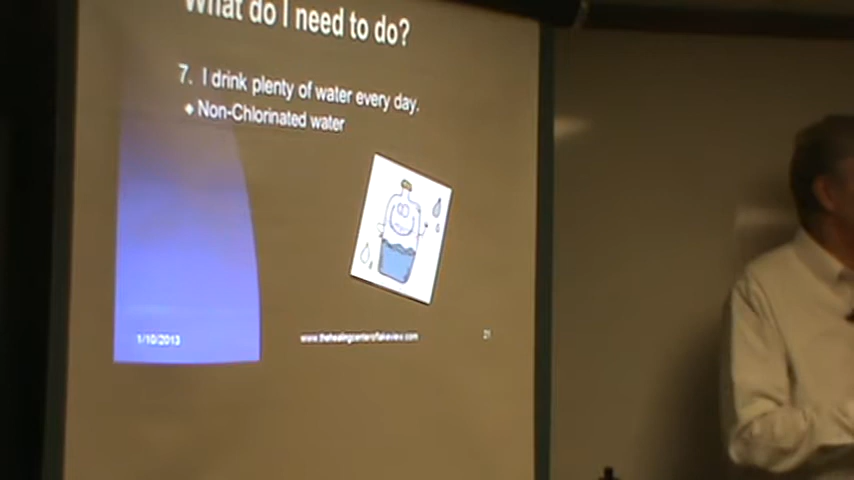 What do I need to do?
7. I drink plenty of water every day.
◆ Non-Chlorinated water
1/10/2013
www.thehealingcenteroflakeview.com
21